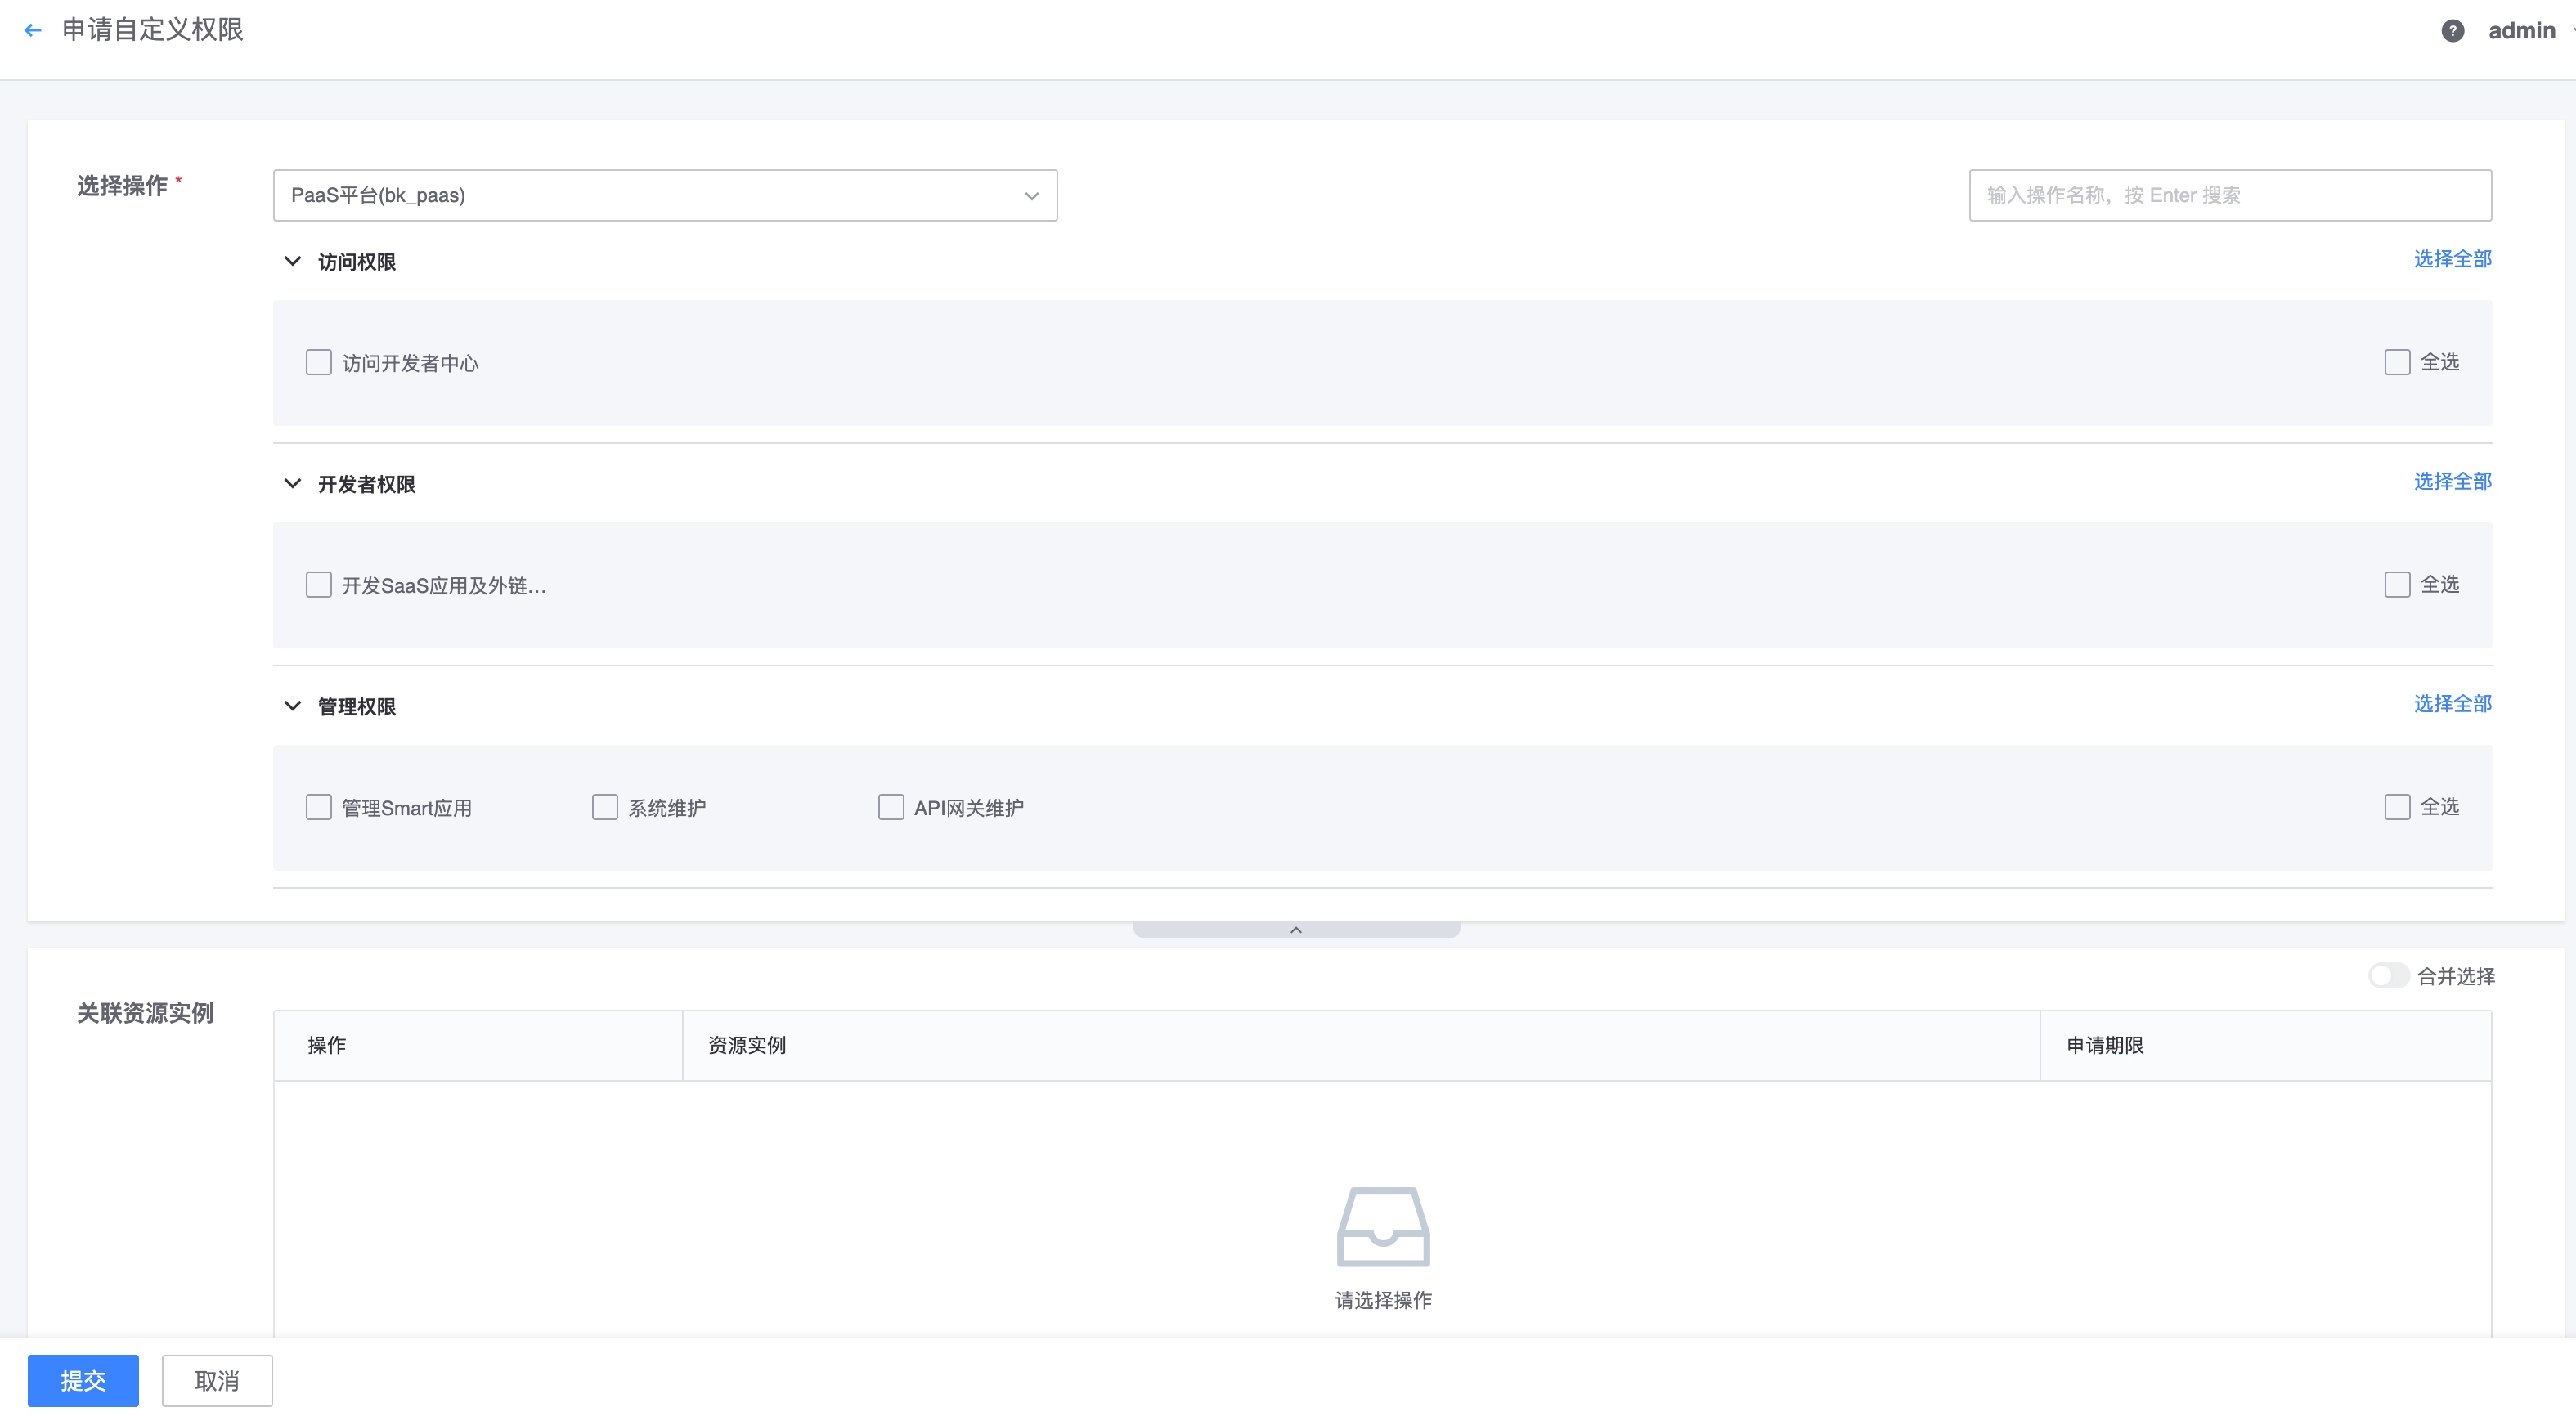 申请自定义权限
admin
选择操作 *
PaaS平台(bk_paas)
输入操作名称，按 Enter 搜索
访问权限
选择全部
访问开发者中心
全选
开发者权限
选择全部
开发SaaS应用及外链...
全选
管理权限
选择全部
管理Smart应用
系统维护
API网关维护
全选
合并选择
关联资源实例
操作
资源实例
申请期限
请选择操作
提交
取消